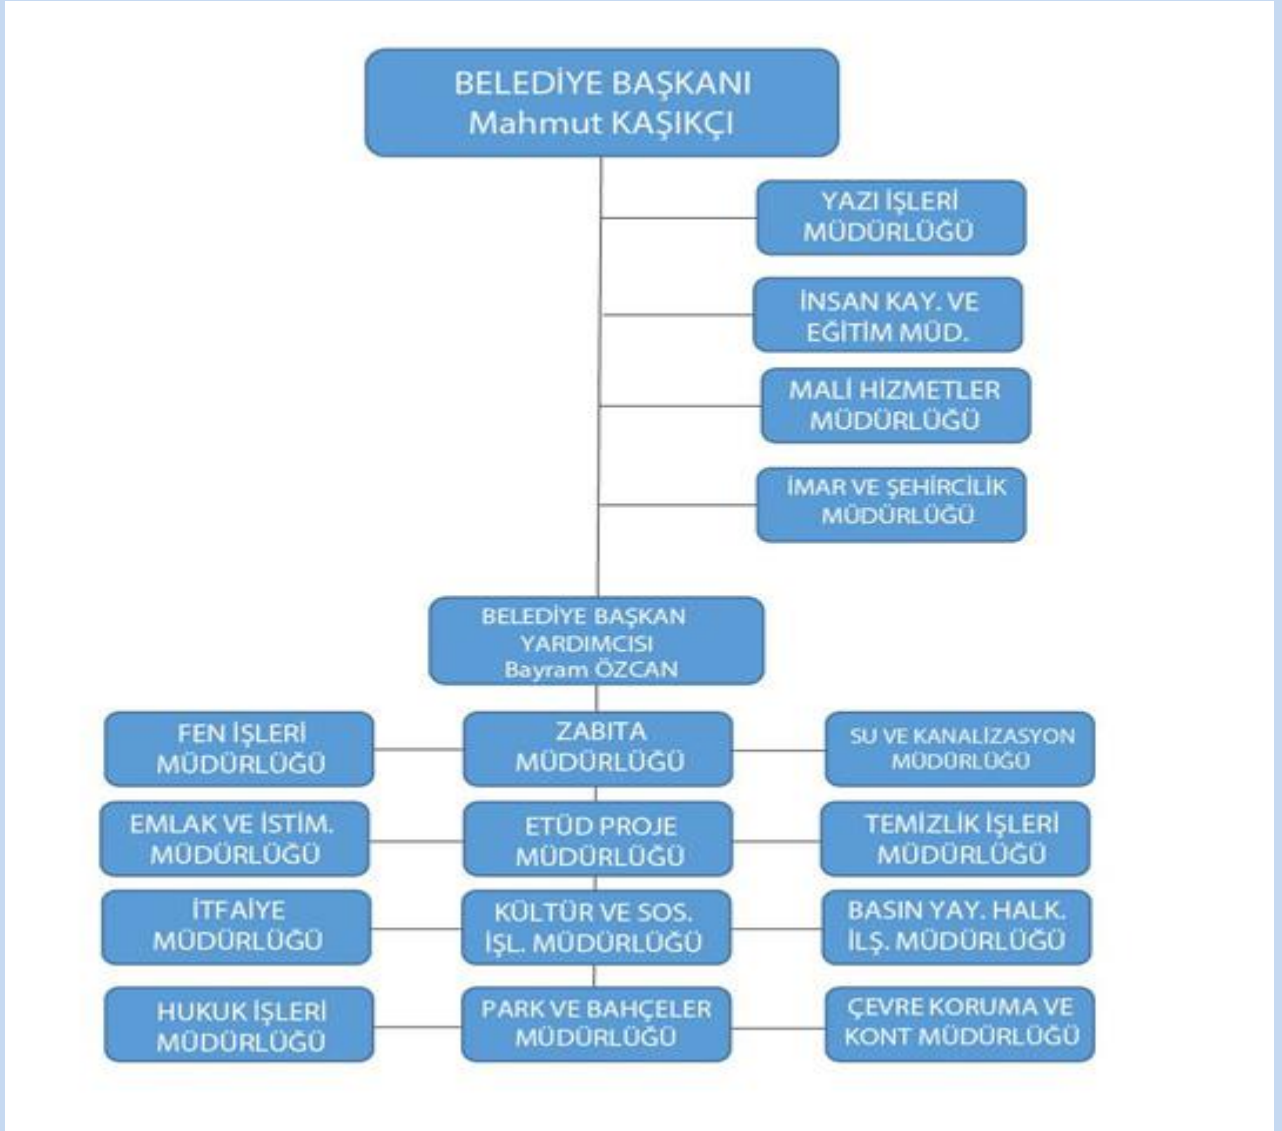 BELEDİYE BAŞKANI
Mahmut KAŞIKÇI
YAZI İŞLERİ
MÜDÜRLÜĞÜ
İNSAN KAY. VE
EĞİTİM MÜD.
MALİ HİZMETLER
MÜDÜRLÜĞÜ
İMAR VE ŞEHİRCİLİK
MÜDÜRLÜĞÜ
BELEDİYE BAŞKAN
YARDIMCISI
Bayram ÖZCAN
FEN İŞLERİ
MÜDÜRLÜĞÜ
ZABITA
MÜDÜRLÜĞÜ
SU VE KANALİZASYON
MÜDÜRLÜĞÜ
EMLAK VE İSTİM.
MÜDÜRLÜĞÜ
ETÜD PROJE
MÜDÜRLÜĞÜ
TEMİZLİK İŞLERİ
MÜDÜRLÜĞÜ
İTFAİYE
MÜDÜRLÜĞÜ
KÜLTÜR VE SOS.
İŞL. MÜDÜRLÜĞÜ
BASIN YAY. HALK.
İLŞ. MÜDÜRLÜĞÜ
HUKUK İŞLERİ
MÜDÜRLÜĞÜ
PARK VE BAHÇELER
MÜDÜRLÜĞÜ
ÇEVRE KORUMA VE
KONT MÜDÜRLÜĞÜ